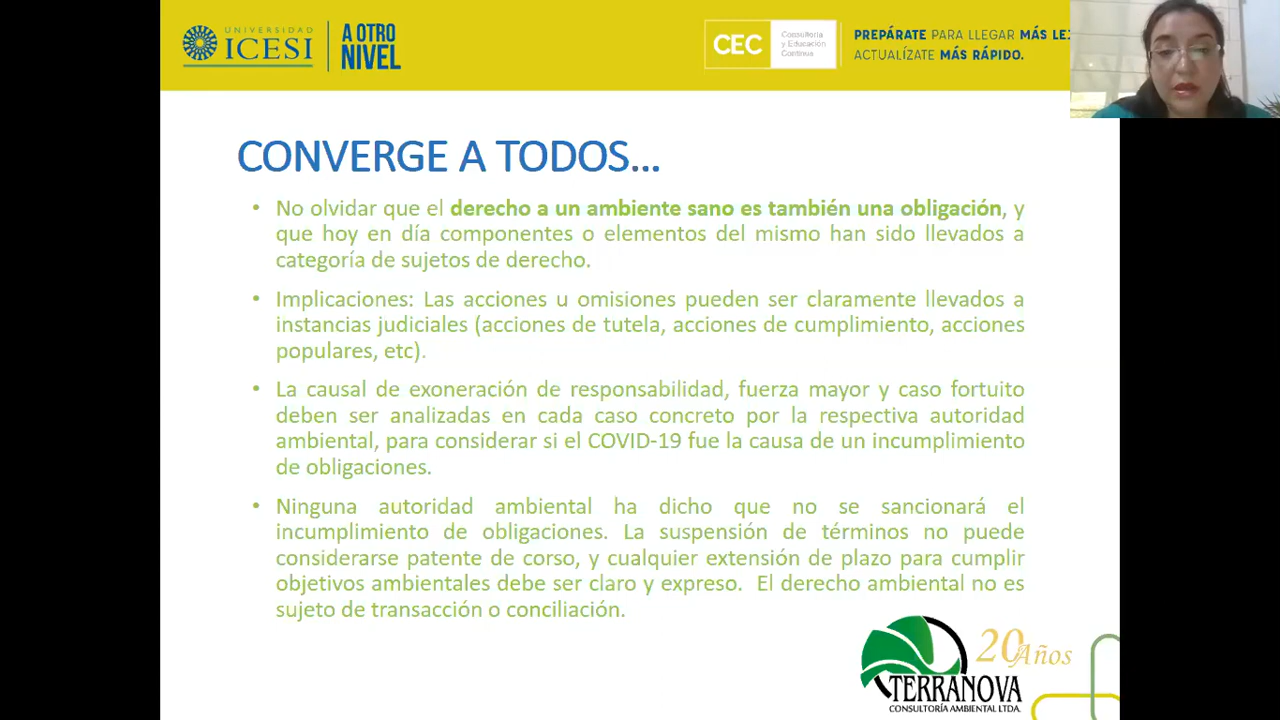 UNIVERSIDAD
ICESI
A OTRO
NIVEL
CEC
Consultoría
y Educación
Continua
PREPÁRATE PARA LLEGAR MÁS LE
ACTUALÍZATE MÁS RÁPIDO.
CONVERGE A TODOS...
• No olvidar que el derecho a un ambiente sano es también una obligación, y
que hoy en día componentes o elementos del mismo han sido llevados a
categoría de sujetos de derecho.
• Implicaciones: Las acciones u omisiones pueden ser claramente llevados a
instancias judiciales (acciones de tutela, acciones de cumplimiento, acciones
populares, etc).
• La causal de exoneración de responsabilidad, fuerza mayor y caso fortuito
deben ser analizadas en cada caso concreto por la respectiva autoridad
ambiental, para considerar si el COVID-19 fue la causa de un incumplimiento
de obligaciones.
• Ninguna autoridad ambiental ha dicho que no se sancionará el
incumplimiento de obligaciones. La suspensión de términos no puede
considerarse patente de corso, y cualquier extensión de plazo para cumplir
objetivos ambientales debe ser claro y expreso. El derecho ambiental no es
sujeto de transacción o conciliación.
20 Años
TERRANOVA
CONSULTORÍA AMBIENTAL LTDA.